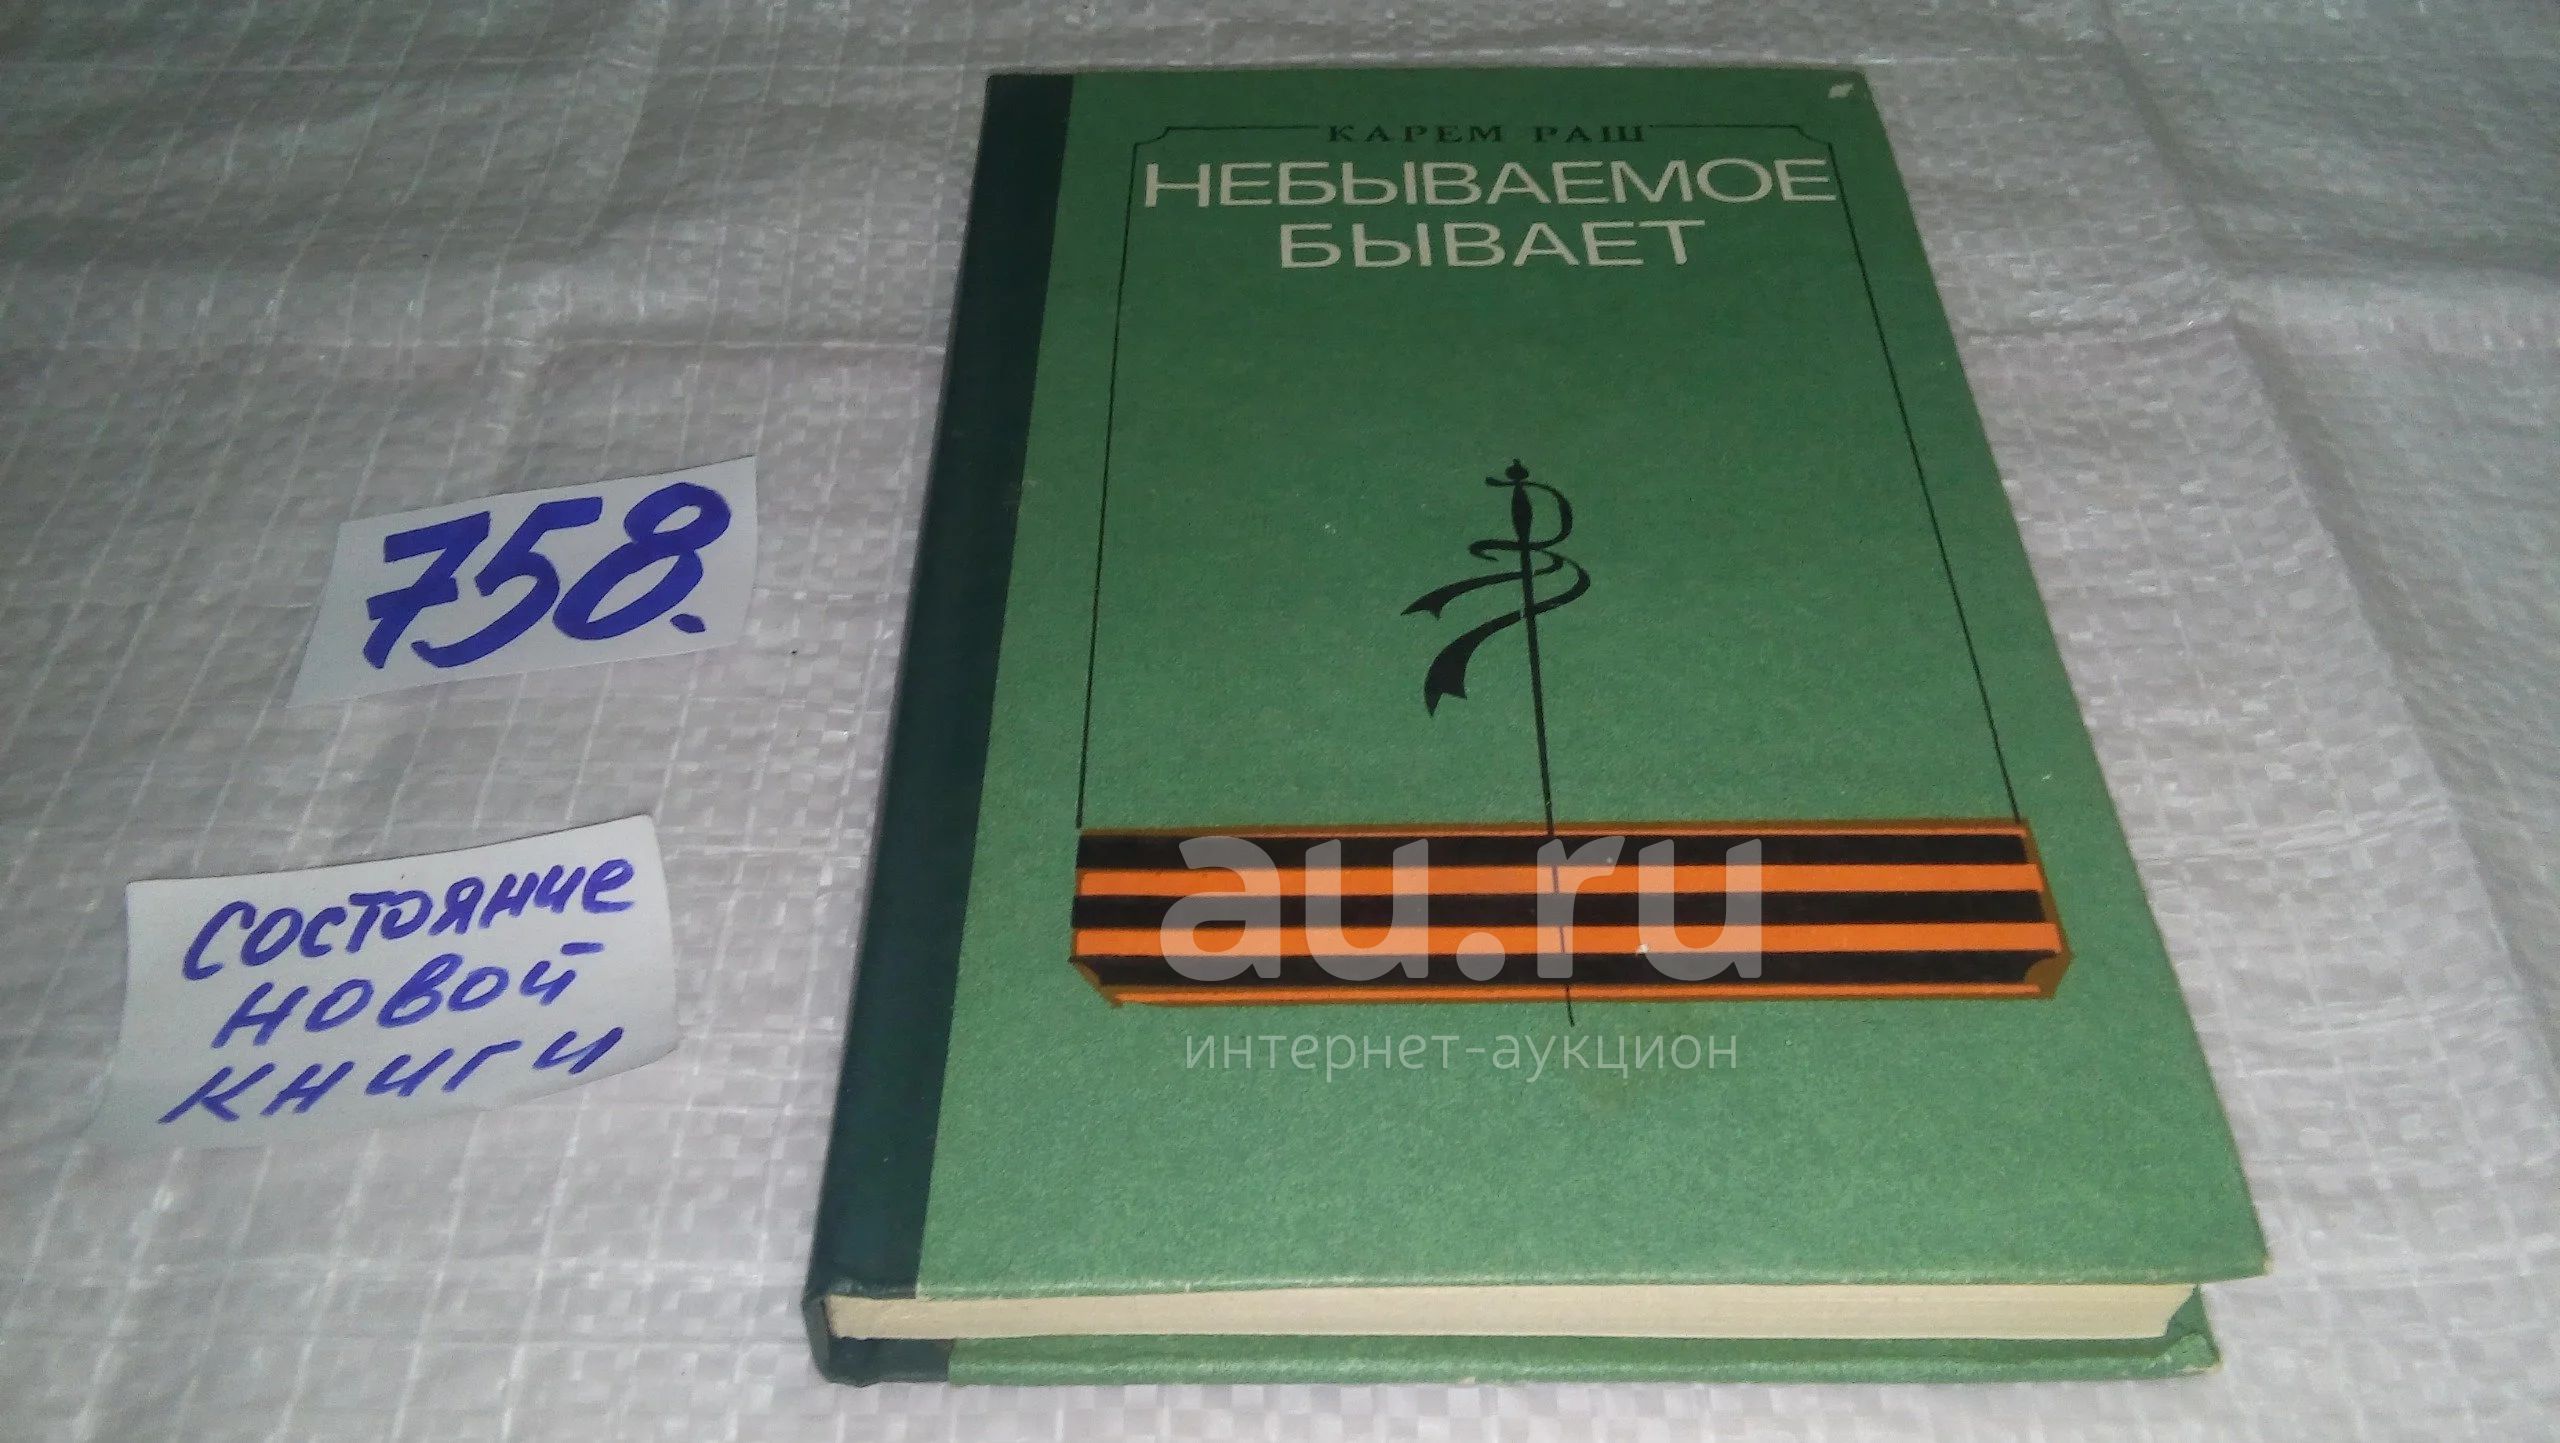 КАРЕМ РАШ
НЕБЫВАЕМОЕ
БЫВАЕТ
758.
Состояние
новой
книги
au.ru
интернет-аукцион